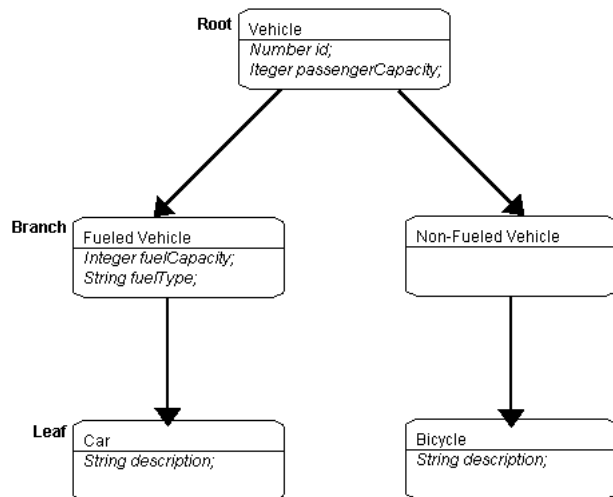 Root
Vehicle
Number id;
Iteger passengerCapacity;
Branch
Fueled Vehicle
Integer fuelCapacity;
String fuelType;
Non-Fueled Vehicle
Leaf
Car
String description;
Bicycle
String description;